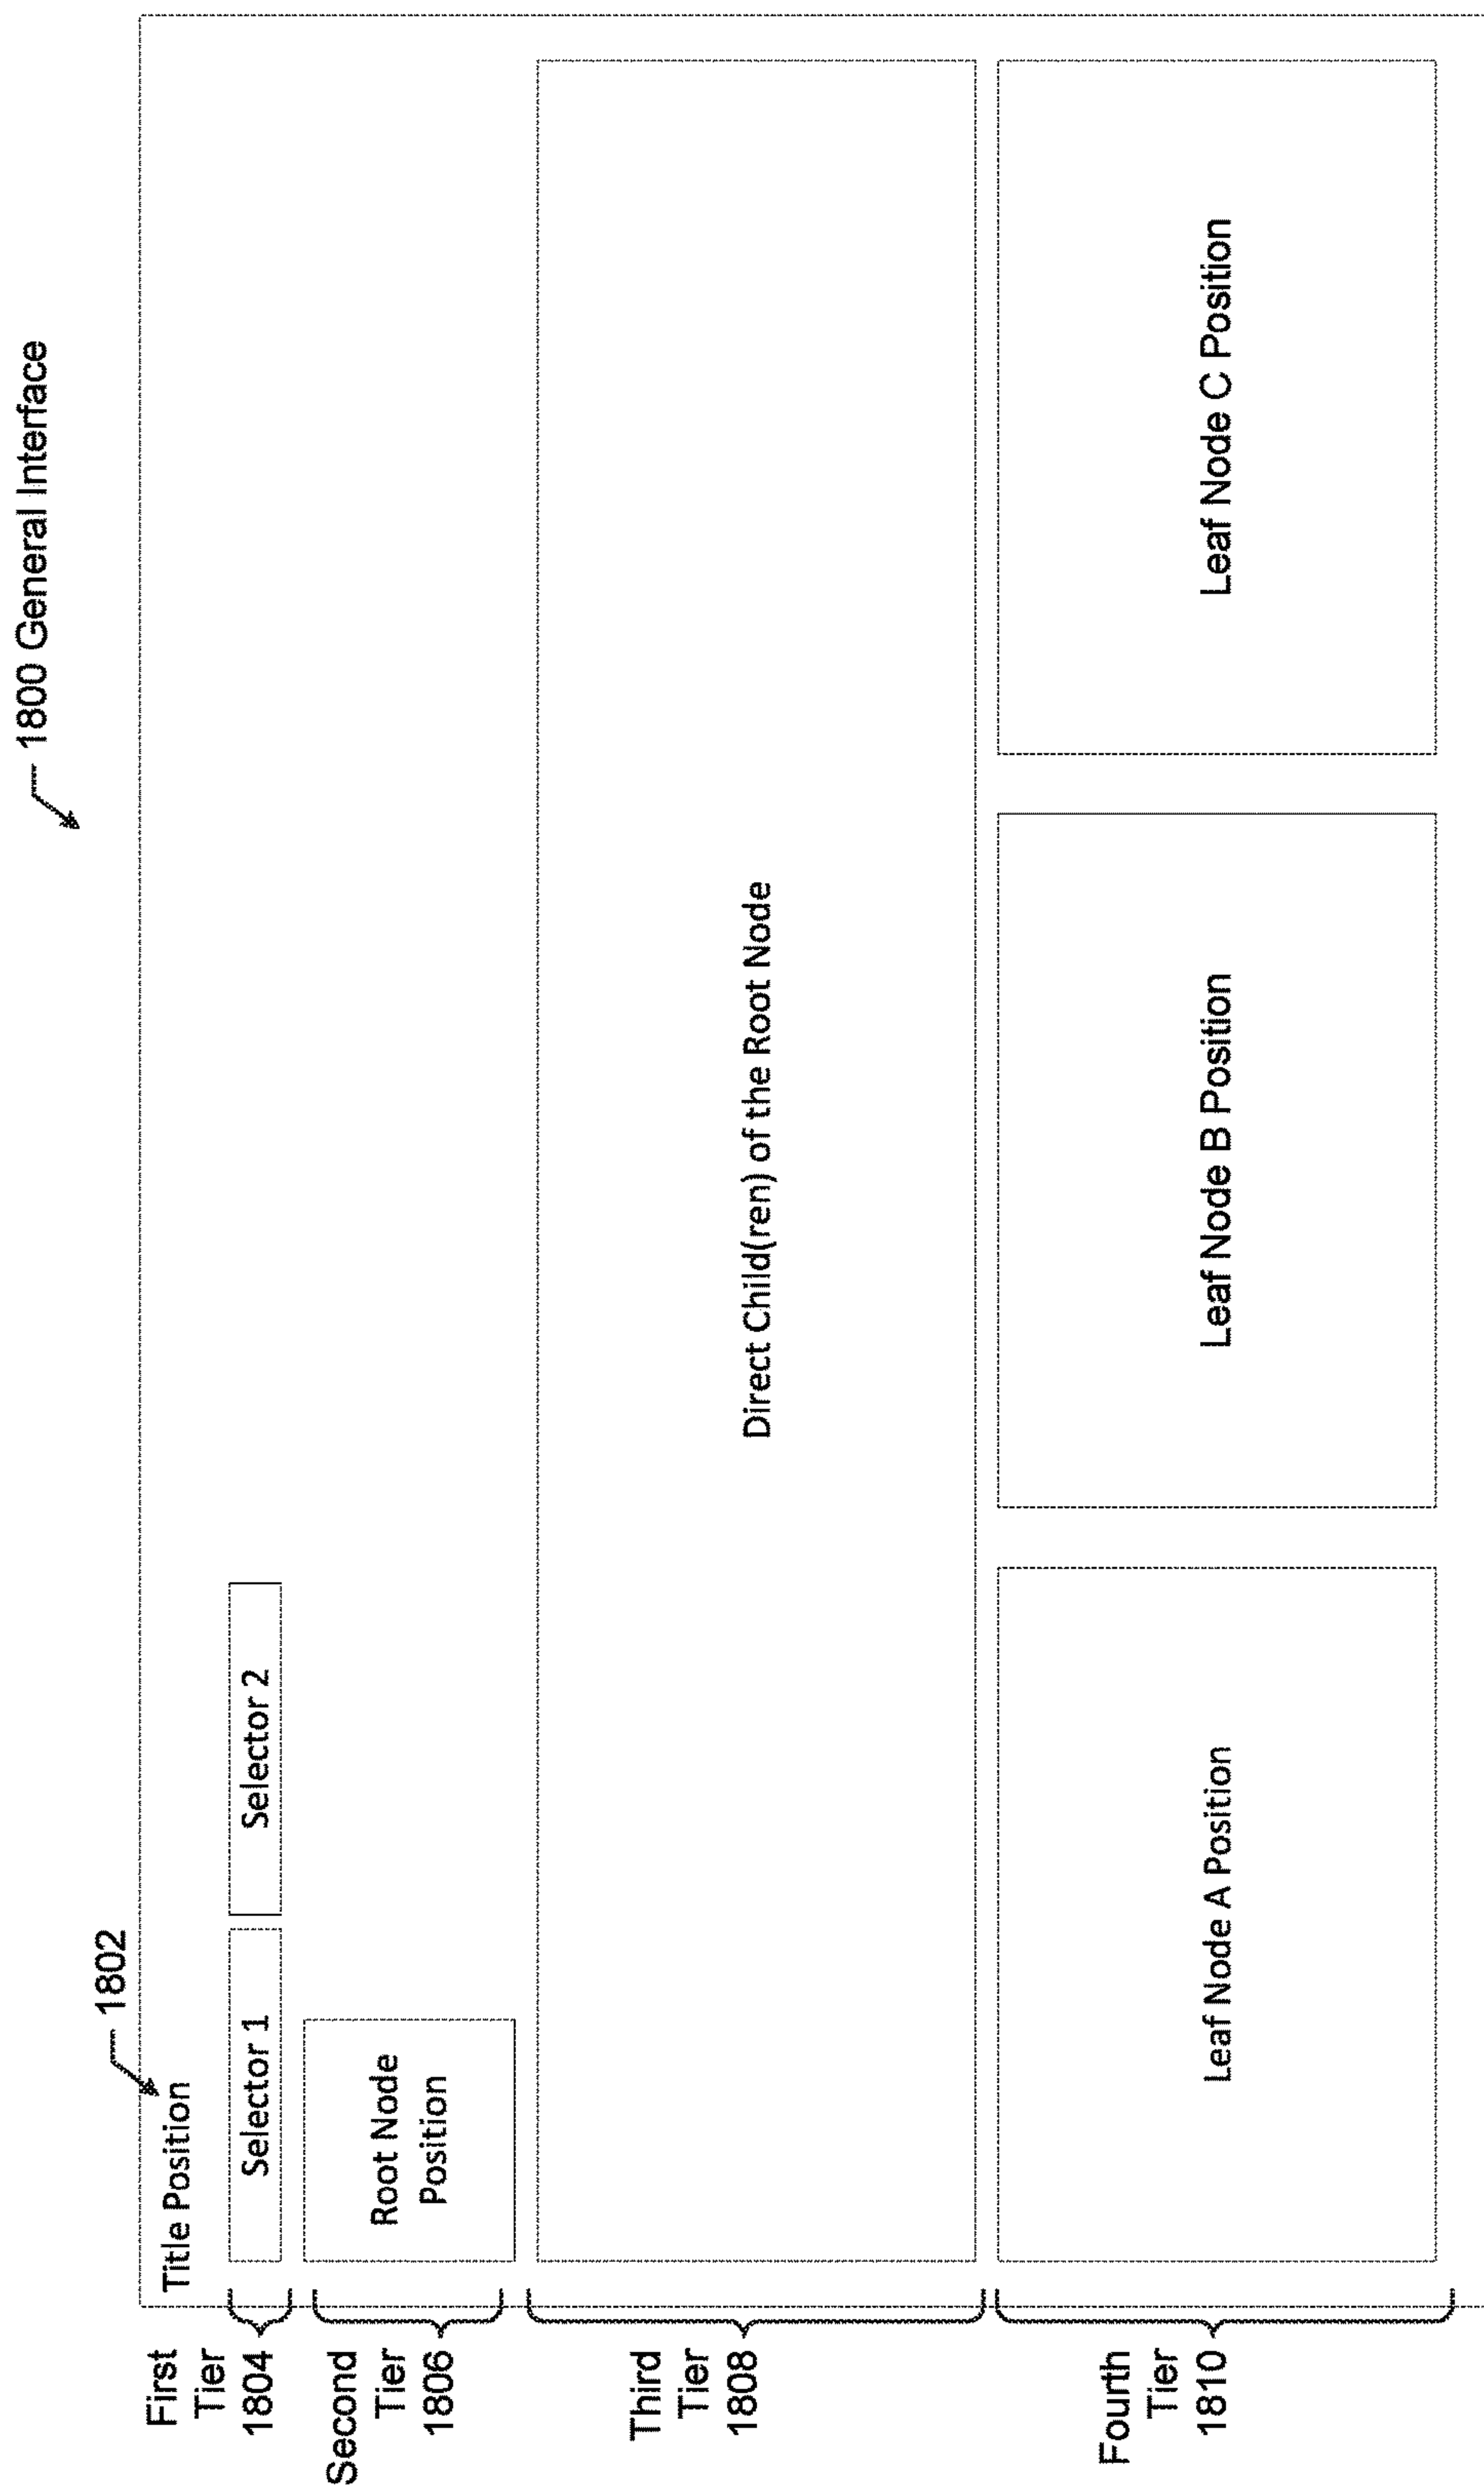 1800 General Interface
1802
Title Position
First
Tier
1804
Selector 1
Selector 2
Second
Tier
1806
Root Node
Position
Third
Tier
1808
Direct Child(ren) of the Root Node
Fourth
Tier
1810
Leaf Node A Position
Leaf Node B Position
Leaf Node C Position